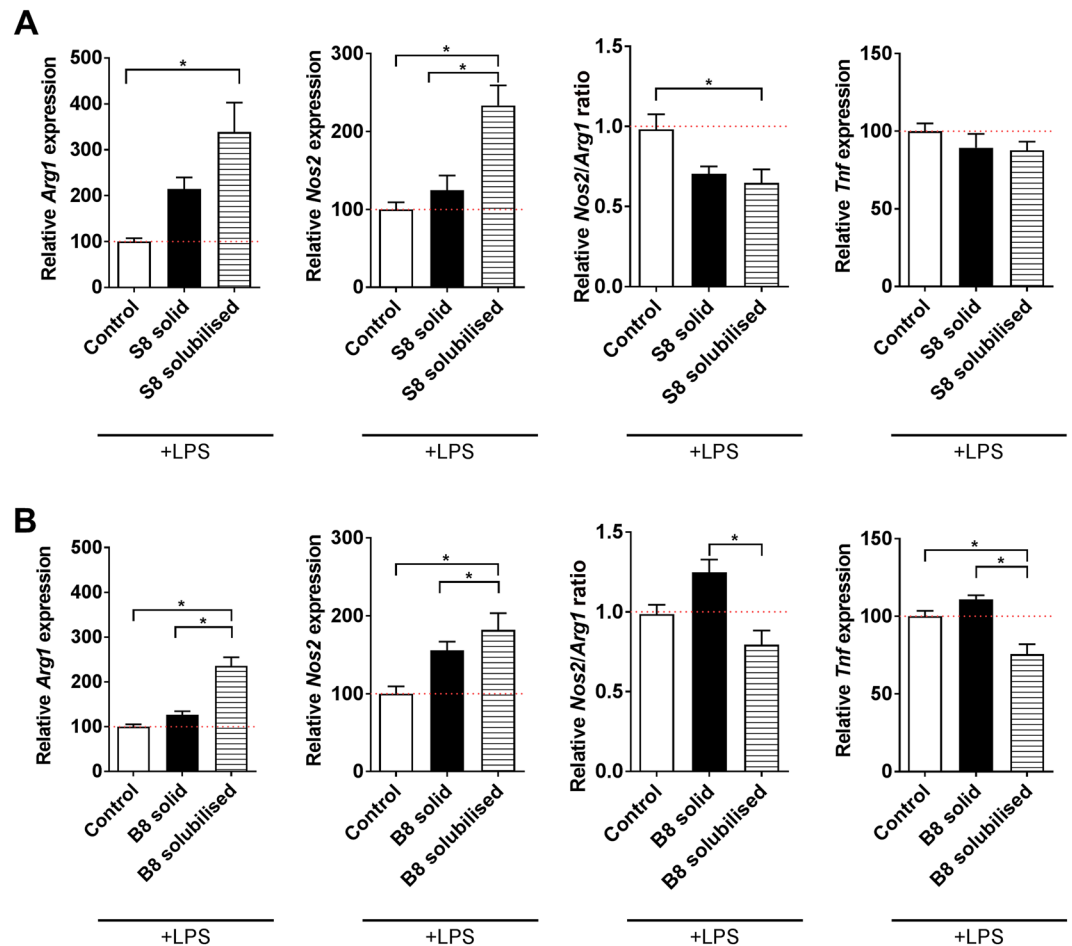 A
Relative Arg1 expression
500
400
300
200
100
0
*
Control
S8 solid
S8 solubilised
+LPS
Relative Nos2 expression
300
200
100
0
*
*
Control
S8 solid
S8 solubilised
+LPS
Relative Nos2/Arg1 ratio
1.5
1.0
0.5
0.0
*
Control
S8 solid
S8 solubilised
+LPS
Relative Tnf expression
150
100
50
0
Control
S8 solid
S8 solubilised
+LPS
B
Relative Arg1 expression
500
400
300
200
100
0
*
*
Control
B8 solid
B8 solubilised
+LPS
Relative Nos2 expression
300
200
100
0
*
*
Control
B8 solid
B8 solubilised
+LPS
Relative Nos2/Arg1 ratio
1.5
1.0
0.5
0.0
*
Control
B8 solid
B8 solubilised
+LPS
Relative Tnf expression
150
100
50
0
*
*
Control
B8 solid
B8 solubilised
+LPS